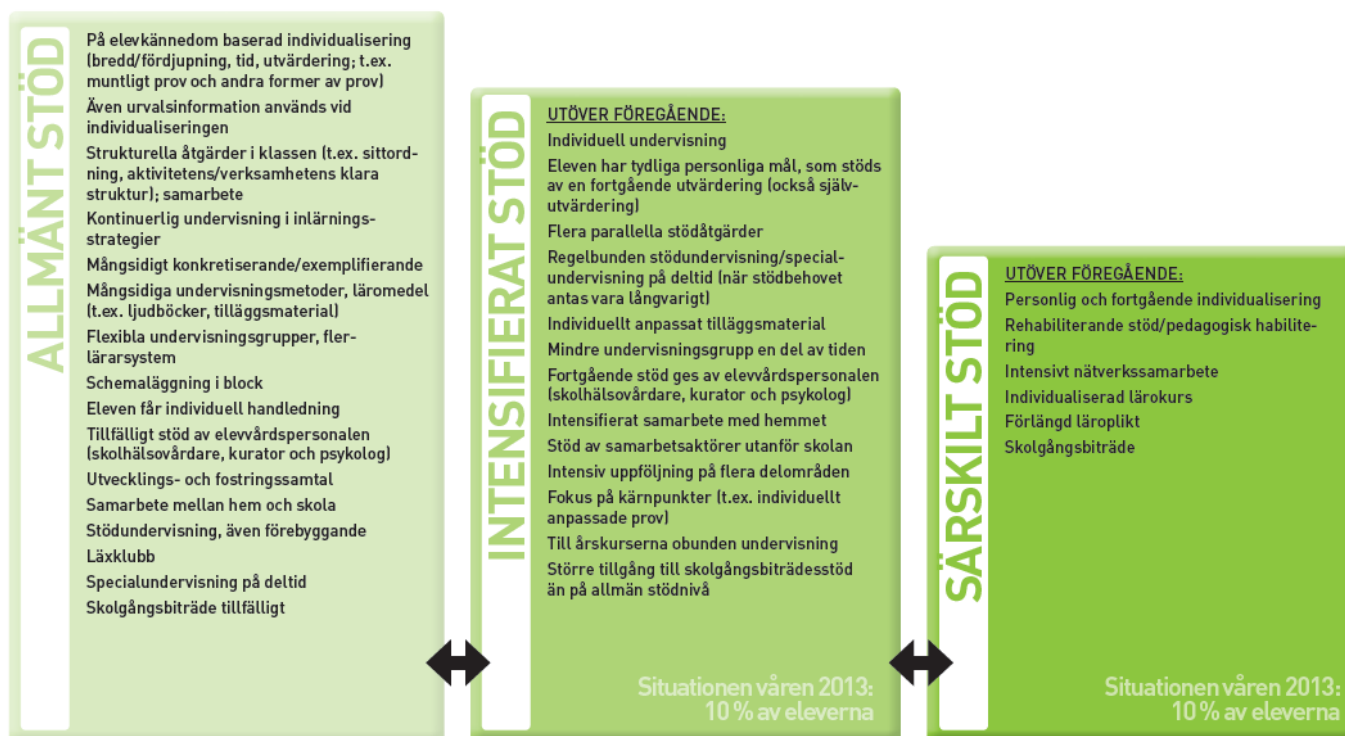 ALLMÄNT STÖD
På elevkännedom baserad individualisering
(bredd/fördjupning, tid, utvärdering; t.ex.
muntligt prov och andra former av prov)
Även urvalsinformation används vid
individualiseringen
Strukturella åtgärder i klassen (t.ex. sittord-
ning, aktivitetens/verksamhetens klara
struktur); samarbete
Kontinuerlig undervisning i inlärnings-
strategier
Mångsidigt konkretiserande/exemplifierande
Mångsidiga undervisningsmetoder, läromedel
(t.ex. ljudböcker, tilläggsmaterial)
Flexibla undervisningsgrupper, fler-
lärarsystem
Schemaläggning i block
Eleven får individuell handledning
Tillfälligt stöd av elevvårdspersonalen
(skolhälsovårdare, kurator och psykolog)
Utvecklings- och fostringssamtal
Samarbete mellan hem och skola
Stödundervisning, även förebyggande
Läxklubb
Specialundervisning på deltid
Skolgångsbiträde tillfälligt
INTENSIFIERAT STÖD
UTÖVER FÖREGÅENDE:
Individuell undervisning
Eleven har tydliga personliga mål, som stöds
av en fortgående utvärdering (också själv-
utvärdering)
Flera parallella stödåtgärder
Regelbunden stödundervisning/special-
undervisning på deltid (när stödbehovet
antas vara långvarigt)
Individuellt anpassat tilläggsmaterial
Mindre undervisningsgrupp en del av tiden
Fortgående stöd ges av elevvårdspersonalen
(skolhälsovårdare, kurator och psykolog)
Intensifierat samarbete med hemmet
Stöd av samarbetsaktörer utanför skolan
Intensiv uppföljning på flera delområden
Fokus på kärnpunkter (t.ex. individuellt
anpassade prov)
Till årskurserna obunden undervisning
Större tillgång till skolgångsbiträdesstöd
än på allmän stödnivå
Situationen våren 2013:
10 % av eleverna
SÄRSKILT STÖD
UTÖVER FÖREGÅENDE:
Personlig och fortgående individualisering
Rehabiliterande stöd/pedagogisk habilite-
ring
Intensivt nätverkssamarbete
Individualiserad lärokurs
Förlängd läroplikt
Skolgångsbiträde
Situationen våren 2013:
10 % av eleverna